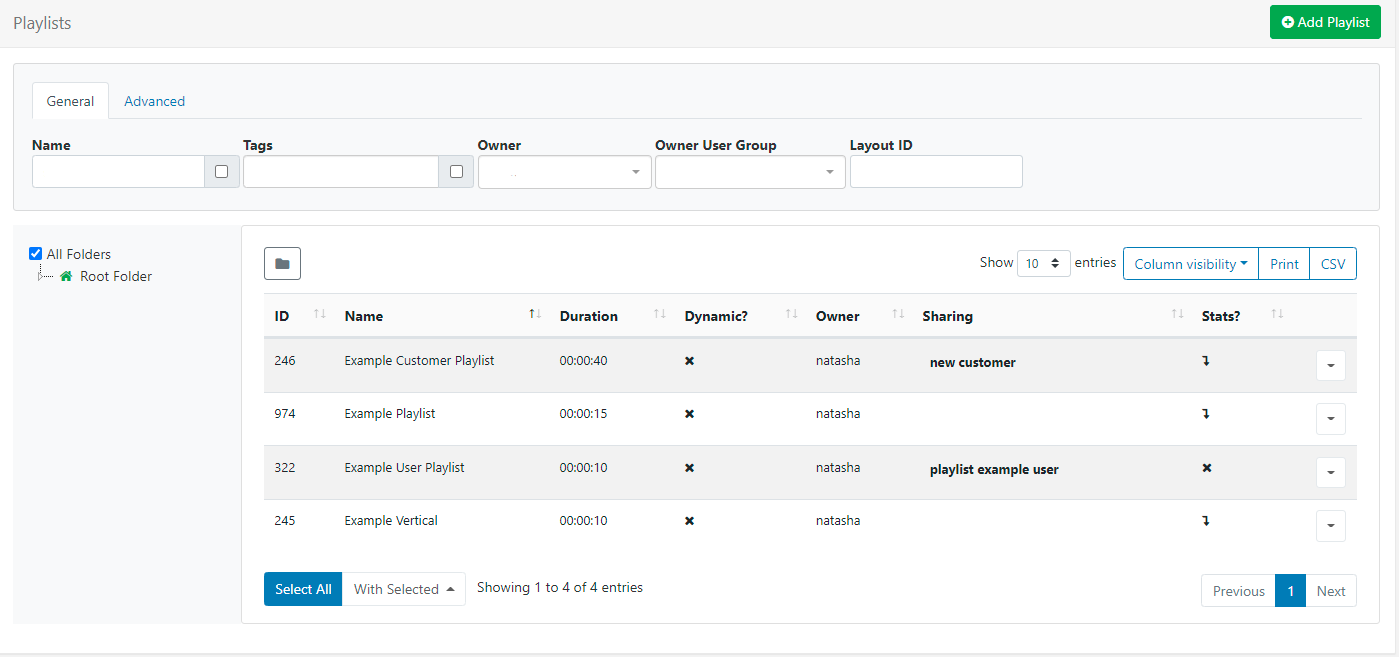 Playlists
Add Playlist
General Advanced
Name Tags Owner Owner User Group Layout ID
All Folders
Root Folder
Show 10 entries Column visibility Print CSV
ID Name Duration Dynamic? Owner Sharing Stats?
246 Example Customer Playlist 00:00:40 natasha new customer
974 Example Playlist 00:00:15 natasha
322 Example User Playlist 00:00:10 natasha playlist example user
245 Example Vertical 00:00:10 natasha
Select All With Selected Showing 1 to 4 of 4 entries Previous 1 Next